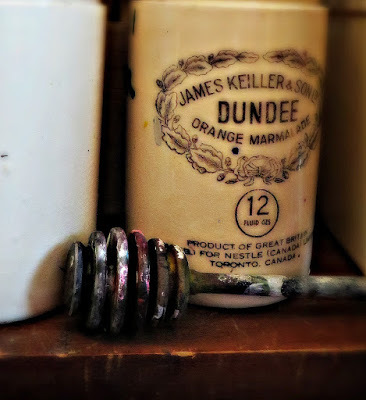 JAMES KEILLER & SON
DUNDEE
ORANGE MARMALADE
12
FLUID OZS
PRODUCT OF GREAT BRITAIN
FOR NESTLE (CANADA)
TORONTO, CANADA